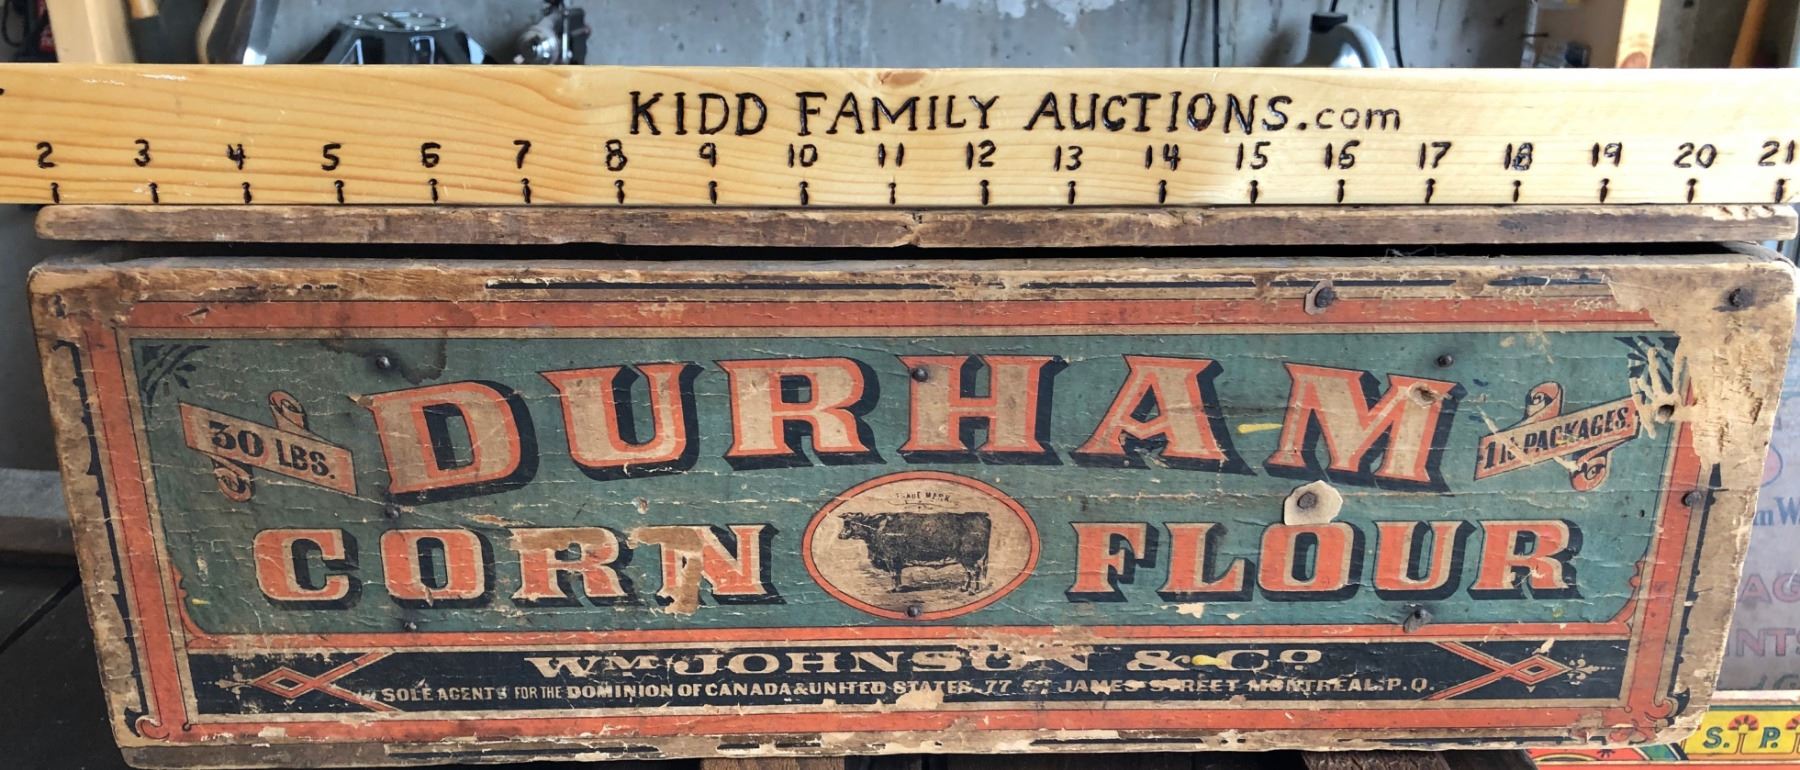 KIDD FAMILY AUCTIONS.com
2 3 4 5 6 7 8 9 10 11 12 13 14 15 16 17 18 19 20 21
DURHAM
30 LBS.
1 lb PACKAGES.
TRADE MARK.
CORN FLOUR
WM JOHNSON & CO
SOLE AGENTS FOR THE DOMINION OF CANADA & UNITED STATES. 77 ST JAMES STREET MONTREAL. P.Q.
S. P.